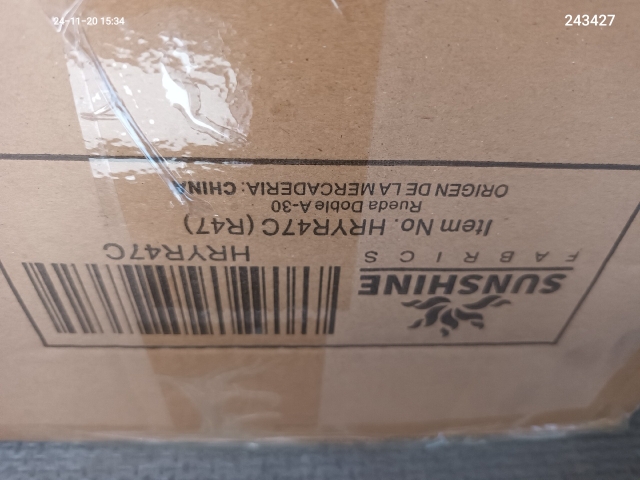 24-11-20 15:34
243427
SUNSHINE
FABRICS
HRYR47C
Item No. HRYR47C (R47)
Rueda Doble A-30
ORIGEN DE LA MERCADERIA: CHINA